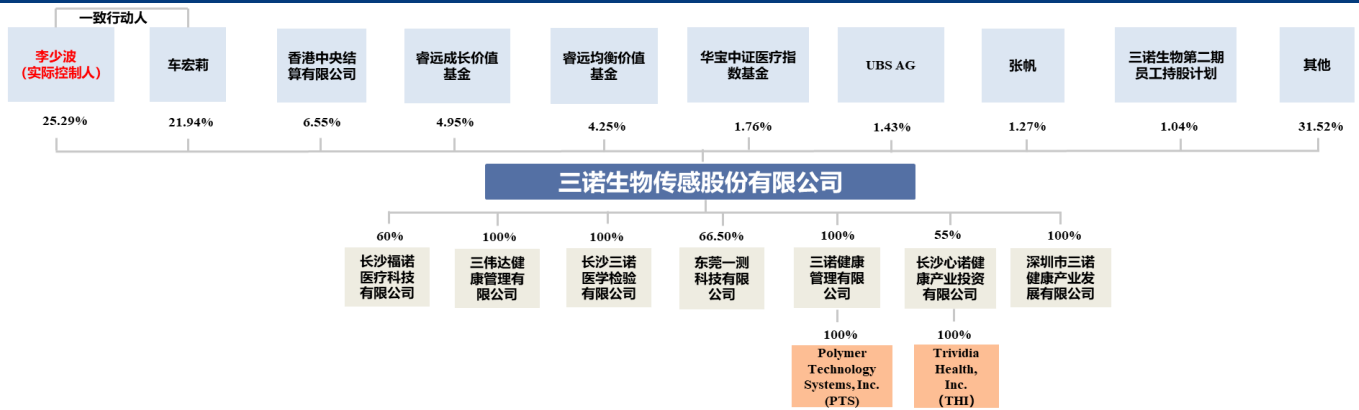 一致行动人
李少波
（实际控制人）
车宏莉
香港中央结
算有限公司
睿远成长价值
基金
睿远均衡价值
基金
华宝中证医疗指
数基金
UBS AG
张帆
三诺生物第二期
员工持股计划
其他
25.29%
21.94%
6.55%
4.95%
4.25%
1.76%
1.43%
1.27%
1.04%
31.52%
三诺生物传感股份有限公司
60%
100%
100%
66.50%
100%
55%
100%
长沙福诺
医疗科技
有限公司
三伟达健
康管理有
限公司
长沙三诺
医学检验
有限公司
东莞一测
科技有限
公司
三诺健康
管理有限
公司
长沙心诺健
康产业投资
有限公司
深圳市三诺
健康产业发
展有限公司
100%
100%
Polymer
Technology
Systems, Inc.
(PTS)
Trividia
Health,
Inc.
（THI）